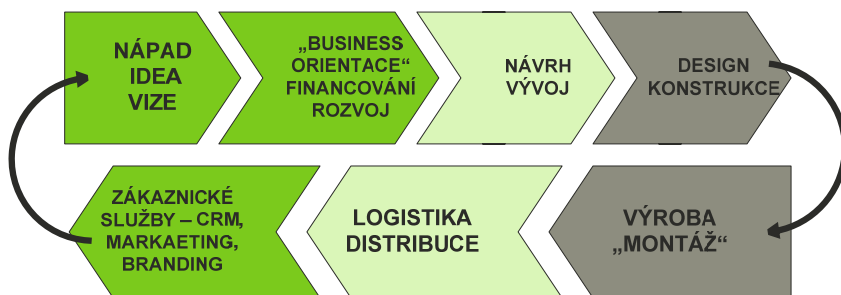 NÁPAD
IDEA
VIZE
„BUSINESS
ORIENTACE“
FINANCOVÁNÍ
ROZVOJ
NÁVRH
VÝVOJ
DESIGN
KONSTRUKCE
ZÁKAZNICKÉ
SLUŽBY – CRM,
MARKAETING,
BRANDING
LOGISTIKA
DISTRIBUCE
VÝROBA
„MONTÁŽ“